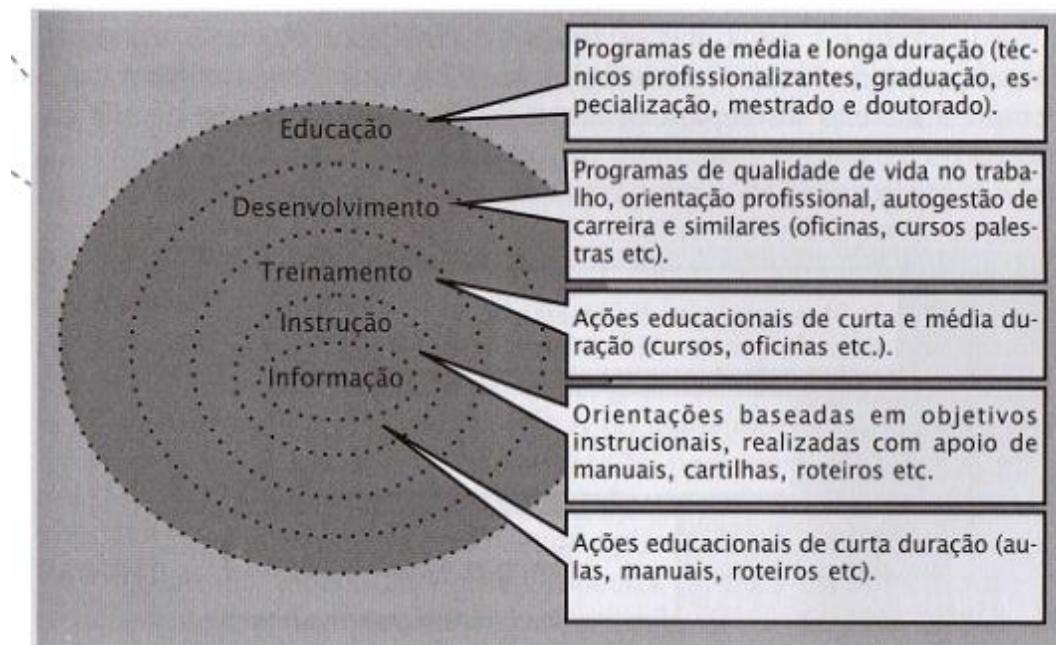 Educação
Programas de média e longa duração (téc-
nicos profissionalizantes, graduação, es-
pecialização, mestrado e doutorado).
Desenvolvimento
Programas de qualidade de vida no traba-
lho, orientação profissional, autogestão de
carreira e similares (oficinas, cursos pales-
tras etc).
Treinamento
Ações educacionais de curta e média du-
ração (cursos, oficinas etc.).
Instrução
Orientações baseadas em objetivos
instrucionais, realizadas com apoio de
manuais, cartilhas, roteiros etc.
Informação
Ações educacionais de curta duração (au-
las, manuais, roteiros etc).